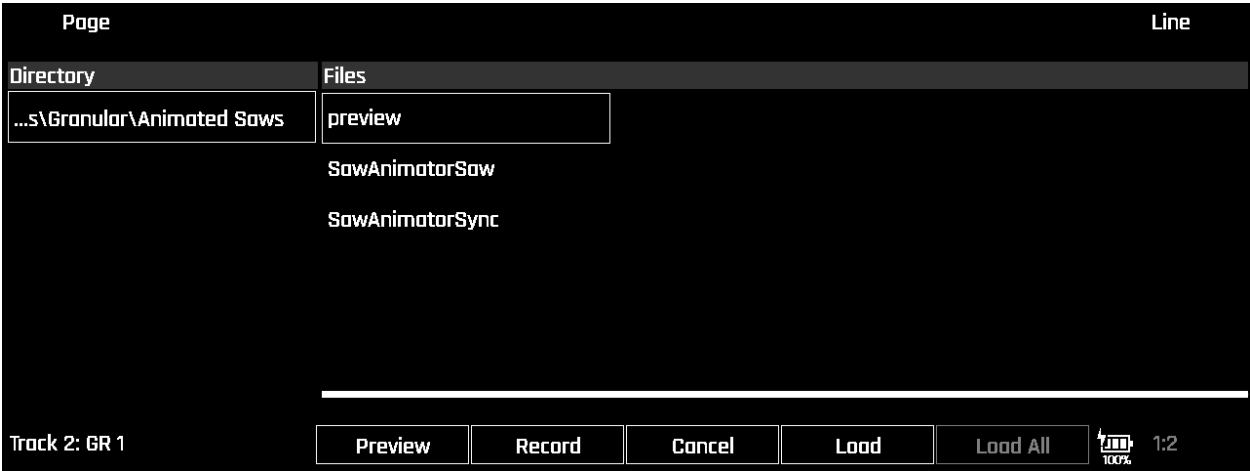 Page Line
Directory Files
...s\Granular\Animated Saws preview
SawAnimatorSaw
SawAnimatorSync
Track 2: GR 1 Preview Record Cancel Load Load All 100% 1:2